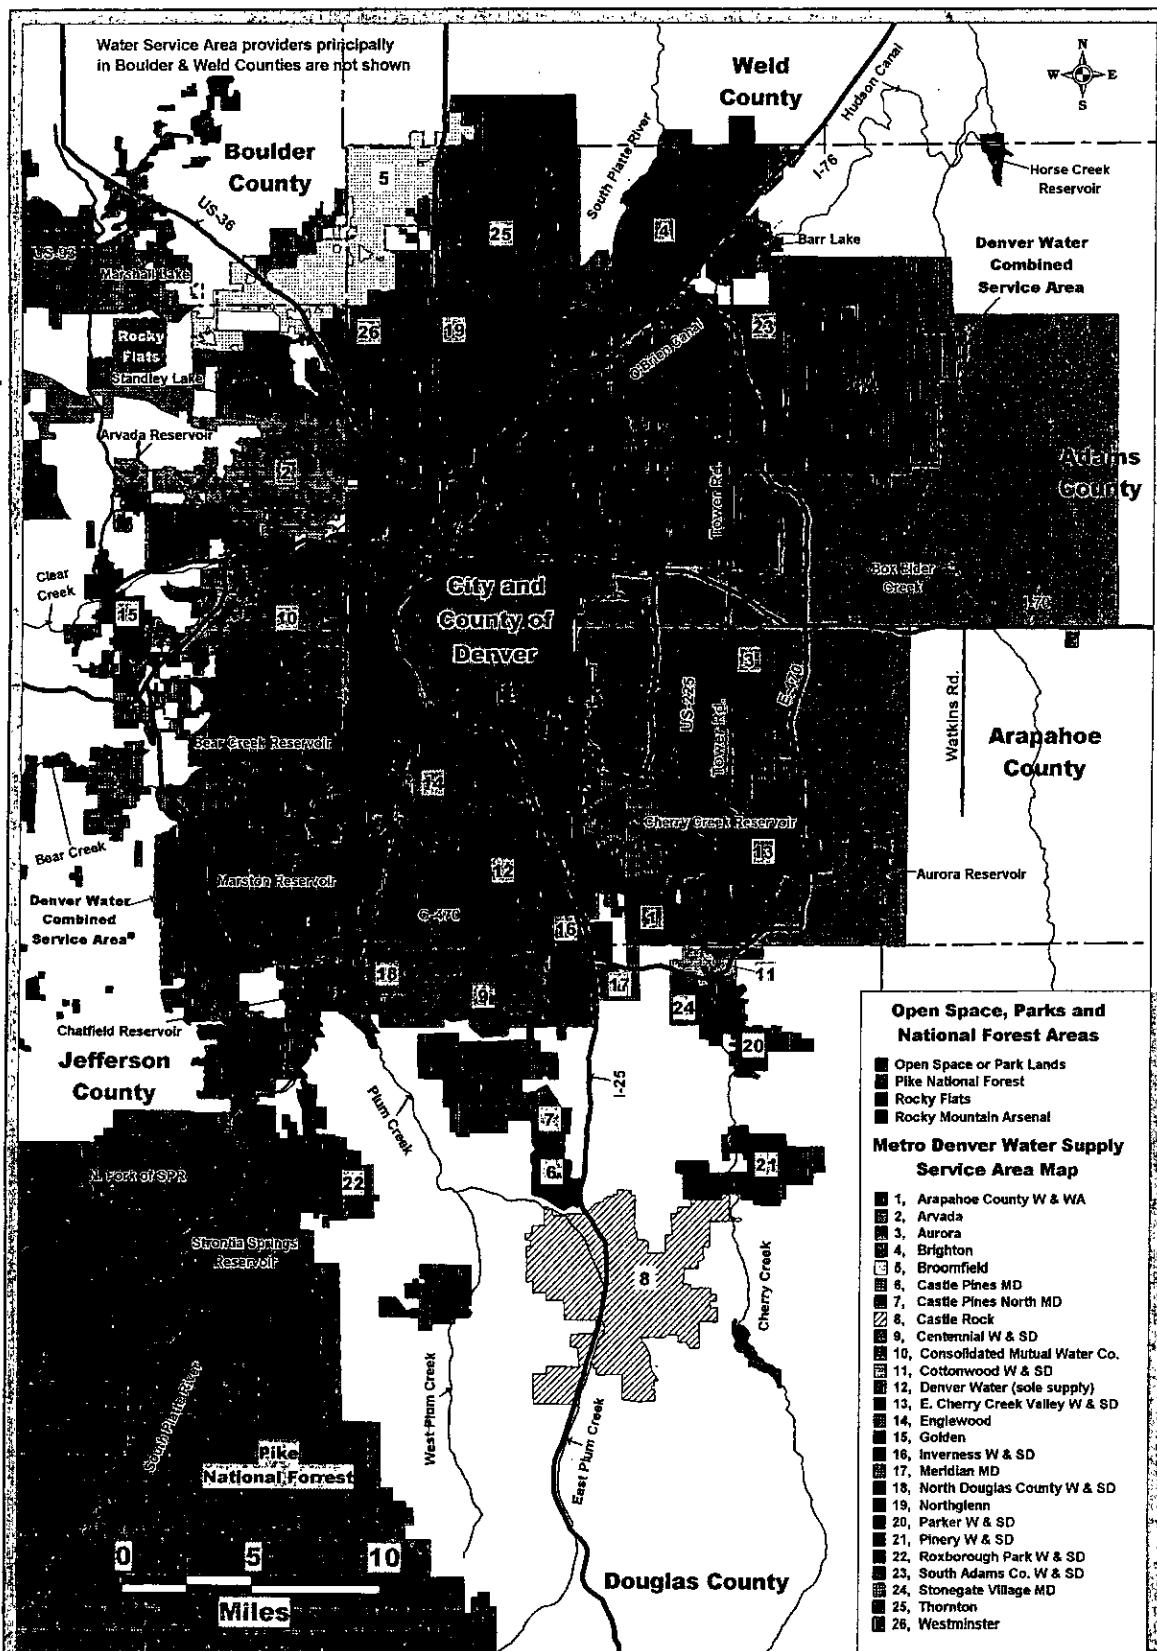 Water Service Area providers principally
in Boulder & Weld Counties are not shown
Weld
County
N
W E
S
Hudson Canal
South Platte River
I-76
Boulder
County
5
US-36
25
4
Horse Creek
Reservoir
Barr Lake
US-93
Marshall Lake
Denver Water
Combined
Service Area
Rocky
Flats
26
19
23
O'Brien Canal
Standley Lake
Arvada Reservoir
2
Adams
County
Tower Rd.
Clear
Creek
City and
County of
Denver
Box Elder
Creek
I-70
15
10
3
E-470
US-225
Tower Rd.
Watkins Rd.
Bear Creek Reservoir
Arapahoe
County
14
Cherry Creek Reservoir
Bear Creek
13
Marston Reservoir
12
Aurora Reservoir
Denver Water
Combined
Service Area
C-470
16
1
18
9
17
11
24
Chatfield Reservoir
20
Jefferson
County
Plum Creek
I-25
7
6
21
N. Fork of SPR
22
Strontia Springs
Reservoir
8
Cherry Creek
South Platte River
West Plum Creek
East Plum Creek
Pike
National Forrest
0 5 10
Miles
Douglas County
Open Space, Parks and
National Forest Areas
Open Space or Park Lands
Pike National Forest
Rocky Flats
Rocky Mountain Arsenal
Metro Denver Water Supply
Service Area Map
1, Arapahoe County W & WA
2, Arvada
3, Aurora
4, Brighton
5, Broomfield
6, Castle Pines MD
7, Castle Pines North MD
8, Castle Rock
9, Centennial W & SD
10, Consolidated Mutual Water Co.
11, Cottonwood W & SD
12, Denver Water (sole supply)
13, E. Cherry Creek Valley W & SD
14, Englewood
15, Golden
16, Inverness W & SD
17, Meridian MD
18, North Douglas County W & SD
19, Northglenn
20, Parker W & SD
21, Pinery W & SD
22, Roxborough Park W & SD
23, South Adams Co. W & SD
24, Stonegate Village MD
25, Thornton
26, Westminster